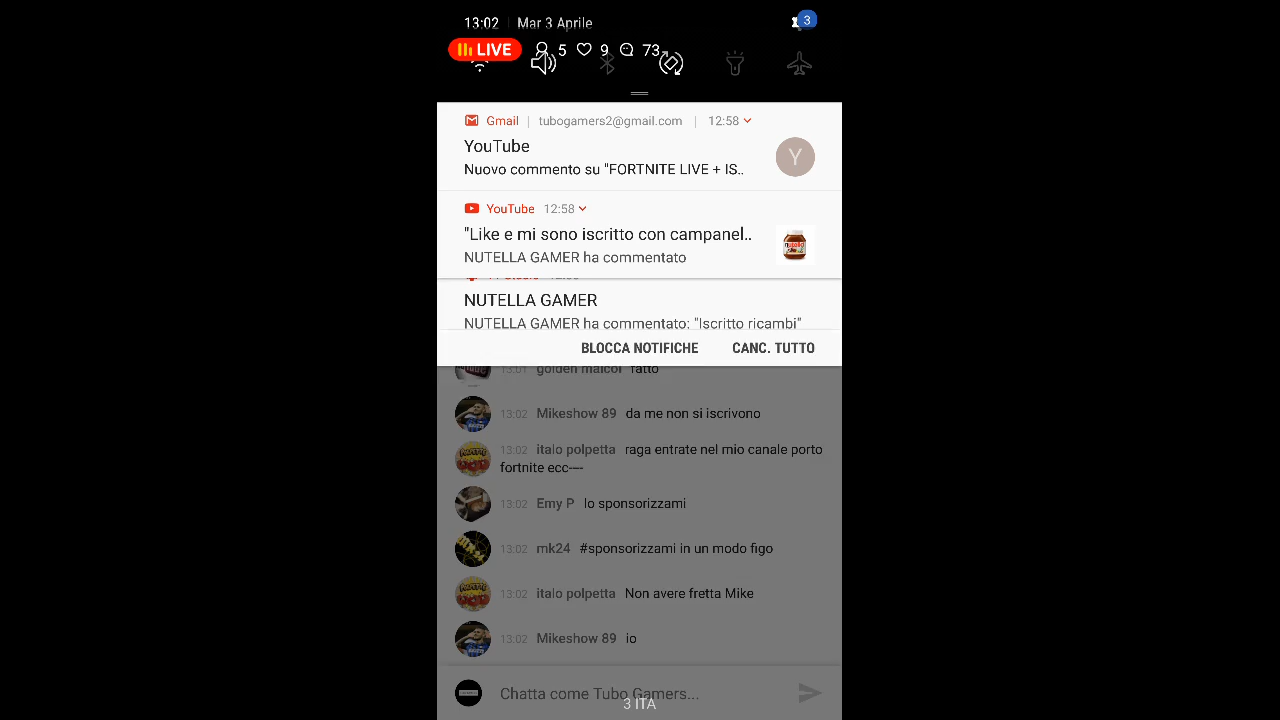 13:02 | Mar 3 Aprile
3
LIVE 5 9 73
Gmail | tubogamers2@gmail.com | 12:58
YouTube
Y
Nuovo commento su "FORTNITE LIVE + IS..
YouTube 12:58
"Like e mi sono iscritto con campanel..
nutella
NUTELLA GAMER ha commentato
NUTELLA GAMER
NUTELLA GAMER ha commentato: "Iscritto ricambi"
BLOCCA NOTIFICHE CANC. TUTTO
13:01 golden malcol fatto
13:02 Mikeshow 89 da me non si iscrivono
13:02 italo polpetta raga entrate nel mio canale porto
fortnite ecc----
13:02 Emy P Io sponsorizzami
13:02 mk24 #sponsorizzami in un modo figo
13:02 italo polpetta Non avere fretta Mike
13:02 Mikeshow 89 io
Chatta come Tubo Gamers...
3 ITA